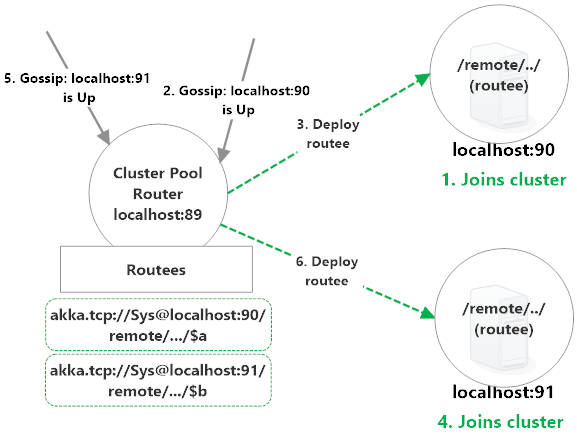 5. Gossip: localhost:91
is Up
2. Gossip: localhost:90
is Up
3. Deploy
routee
/remote/../
(routee)
localhost:90
1. Joins cluster
Cluster Pool
Router
localhost:89
Routees
akka.tcp://Sys@localhost:90/
remote/.../$a
akka.tcp://Sys@localhost:91/
remote/.../$b
6. Deploy
routee
/remote/../
(routee)
localhost:91
4. Joins cluster